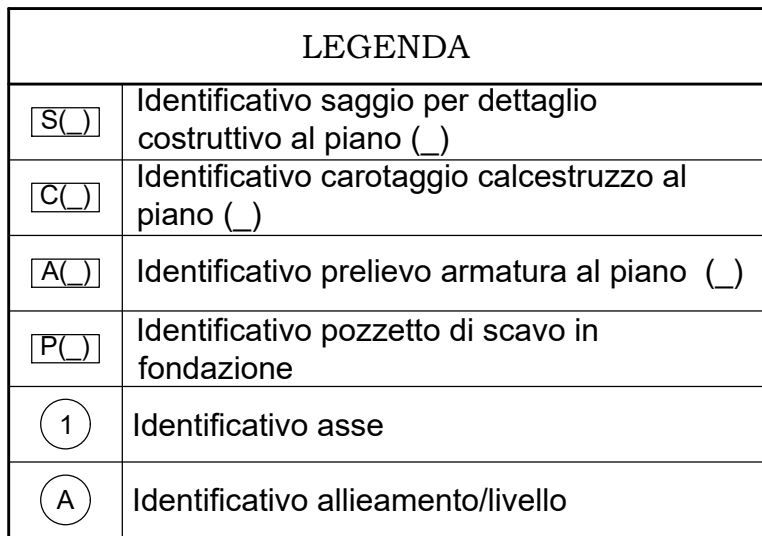 LEGENDA
S(_)
Identificativo saggio per dettaglio
costruttivo al piano (_)
C(_)
Identificativo carotaggio calcestruzzo al
piano (_)
A(_)
Identificativo prelievo armatura al piano (_)
P(_)
Identificativo pozzetto di scavo in
fondazione
1
Identificativo asse
A
Identificativo allieamento/livello